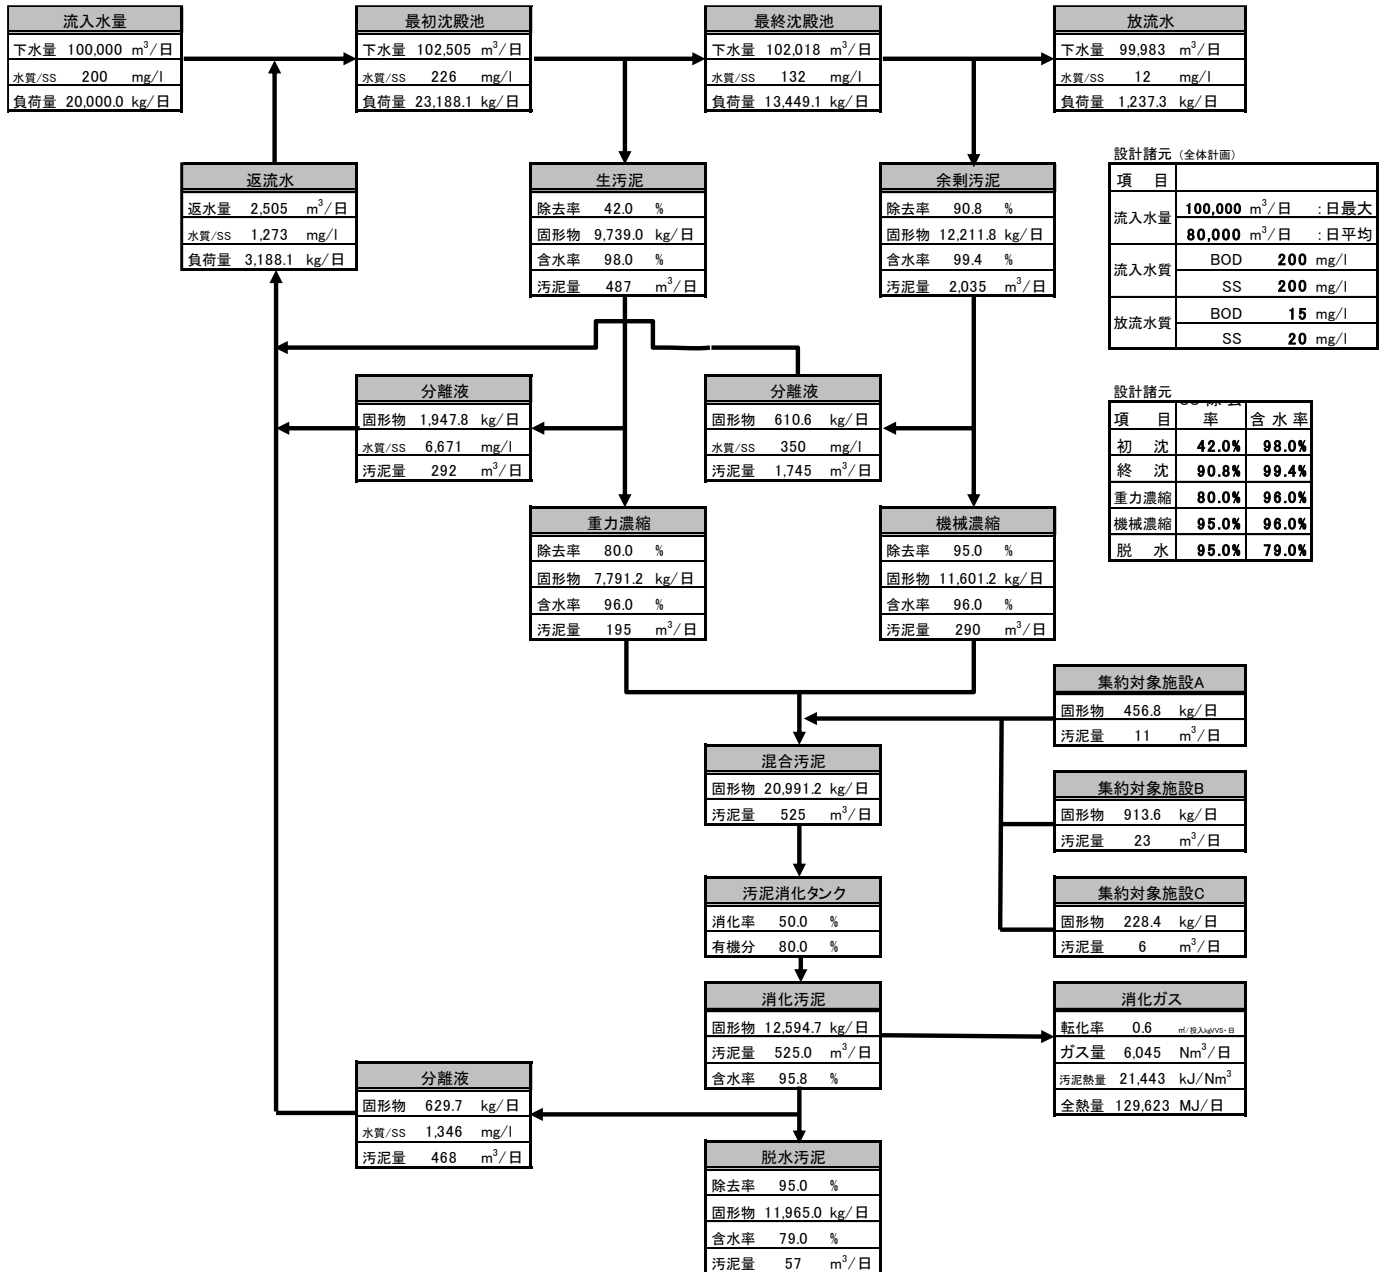 流入水量
下水量 100,000 m³/日
水質/SS 200 mg/l
負荷量 20,000.0 kg/日
最初沈殿池
下水量 102,505 m³/日
水質/SS 226 mg/l
負荷量 23,188.1 kg/日
最終沈殿池
下水量 102,018 m³/日
水質/SS 132 mg/l
負荷量 13,449.1 kg/日
放流水
下水量 99,983 m³/日
水質/SS 12 mg/l
負荷量 1,237.3 kg/日
返流水
返水量 2,505 m³/日
水質/SS 1,273 mg/l
負荷量 3,188.1 kg/日
生汚泥
除去率 42.0 %
固形物 9,739.0 kg/日
含水率 98.0 %
汚泥量 487 m³/日
余剰汚泥
除去率 90.8 %
固形物 12,211.8 kg/日
含水率 99.4 %
汚泥量 2,035 m³/日
設計諸元 (全体計画)
項 目
流入水量 100,000 m³/日 :日最大
80,000 m³/日 :日平均
流入水質 BOD 200 mg/l
SS 200 mg/l
放流水質 BOD 15 mg/l
SS 20 mg/l
分離液
固形物 1,947.8 kg/日
水質/SS 6,671 mg/l
汚泥量 292 m³/日
分離液
固形物 610.6 kg/日
水質/SS 350 mg/l
汚泥量 1,745 m³/日
設計諸元
項 目 率 含水率
初 沈 42.0% 98.0%
終 沈 90.8% 99.4%
重力濃縮 80.0% 96.0%
機械濃縮 95.0% 96.0%
脱 水 95.0% 79.0%
重力濃縮
除去率 80.0 %
固形物 7,791.2 kg/日
含水率 96.0 %
汚泥量 195 m³/日
機械濃縮
除去率 95.0 %
固形物 11,601.2 kg/日
含水率 96.0 %
汚泥量 290 m³/日
集約対象施設A
固形物 456.8 kg/日
汚泥量 11 m³/日
混合汚泥
固形物 20,991.2 kg/日
汚泥量 525 m³/日
集約対象施設B
固形物 913.6 kg/日
汚泥量 23 m³/日
汚泥消化タンク
消化率 50.0 %
有機分 80.0 %
集約対象施設C
固形物 228.4 kg/日
汚泥量 6 m³/日
消化汚泥
固形物 12,594.7 kg/日
汚泥量 525.0 m³/日
含水率 95.8 %
消化ガス
転化率 0.6 ㎥/投入kgVVS・日
ガス量 6,045 Nm³/日
汚泥熱量 21,443 kJ/Nm³
全熱量 129,623 MJ/日
分離液
固形物 629.7 kg/日
水質/SS 1,346 mg/l
汚泥量 468 m³/日
脱水汚泥
除去率 95.0 %
固形物 11,965.0 kg/日
含水率 79.0 %
汚泥量 57 m³/日